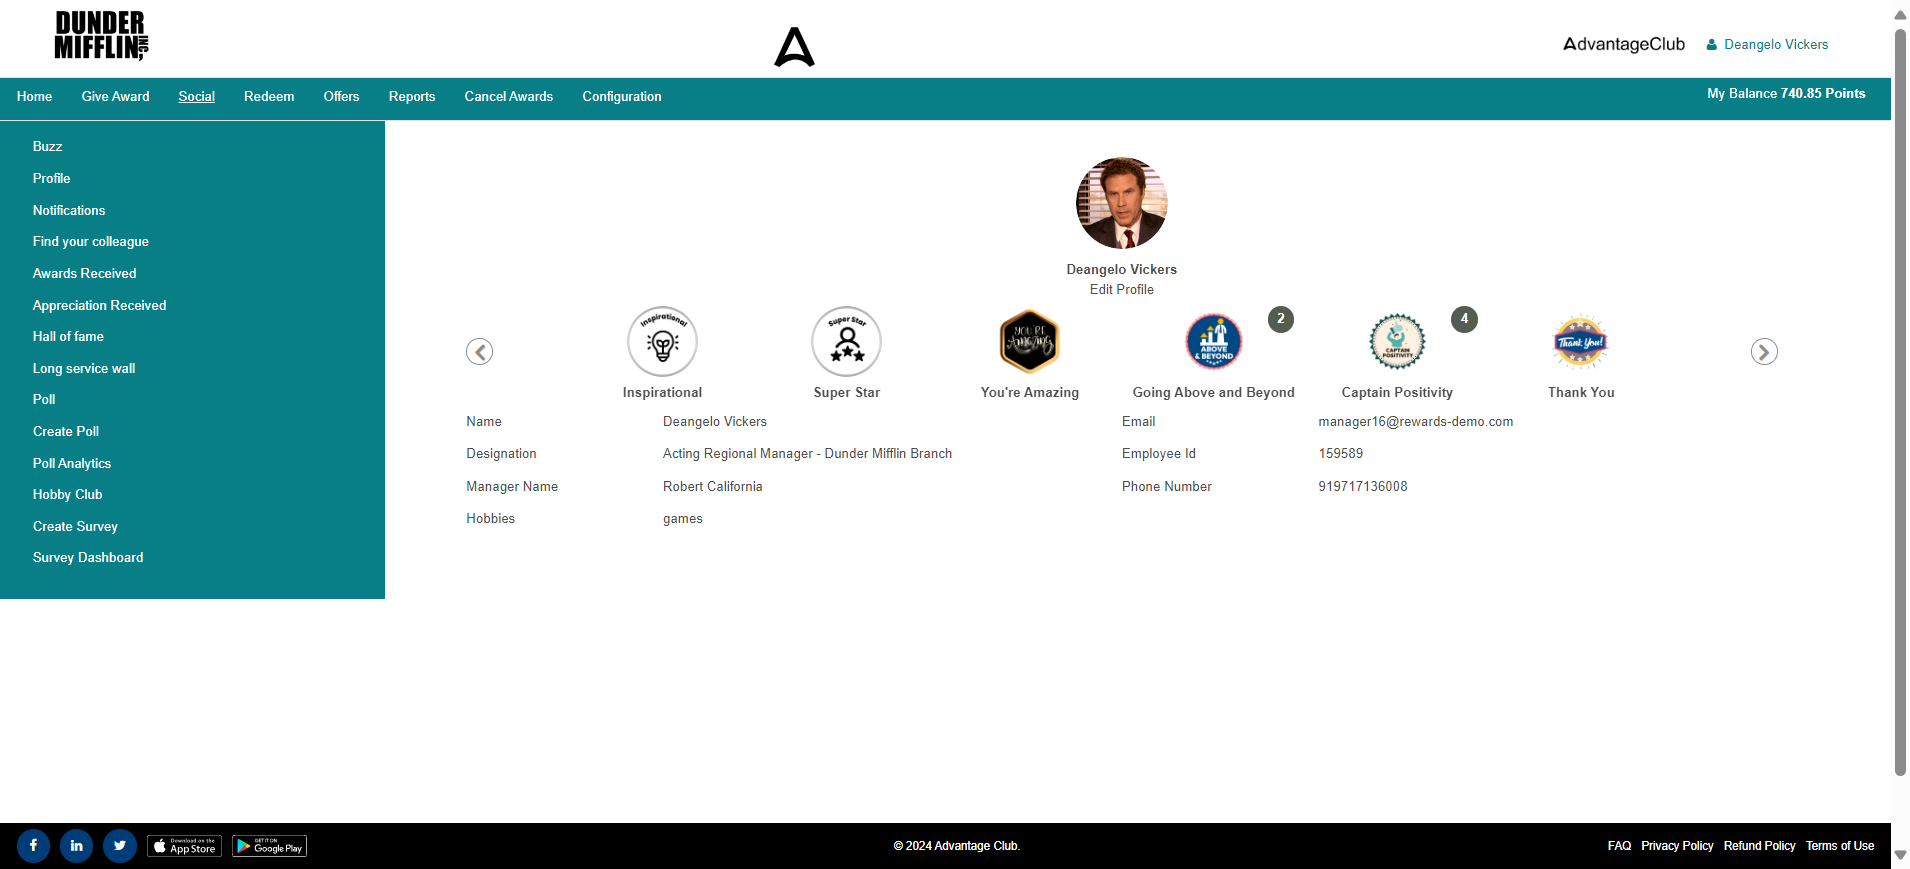 DUNDER
MIFFLIN INC,
AdvantageClub
Deangelo Vickers
Home Give Award Social Redeem Offers Reports Cancel Awards Configuration
My Balance 740.85 Points
Buzz
Profile
Notifications
Find your colleague
Awards Received
Appreciation Received
Hall of fame
Long service wall
Poll
Create Poll
Poll Analytics
Hobby Club
Create Survey
Survey Dashboard
Deangelo Vickers
Edit Profile
Inspirational
Super Star
YOU'RE
Amazing
ABOVE
& BEYOND
2
CAPTAIN
POSITIVITY
4
Thank You!
Inspirational Super Star You're Amazing Going Above and Beyond Captain Positivity Thank You
Name Deangelo Vickers Email manager16@rewards-demo.com
Designation Acting Regional Manager - Dunder Mifflin Branch Employee Id 159589
Manager Name Robert California Phone Number 919717136008
Hobbies games
f in
Download on the
App Store
GET IT ON
Google Play
© 2024 Advantage Club.
FAQ Privacy Policy Refund Policy Terms of Use